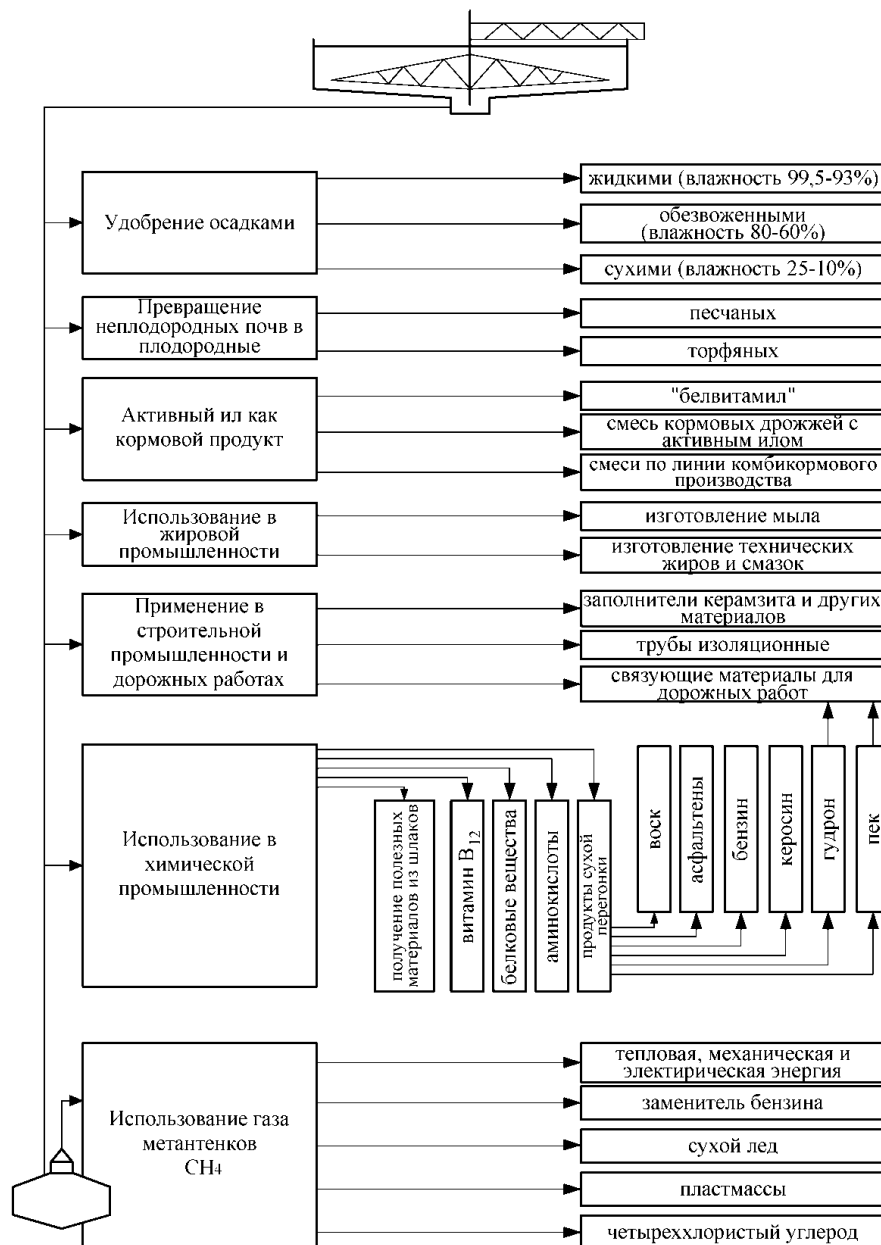 Удобрение осадками
жидкими (влажность 99,5-93%)
обезвоженными
(влажность 80-60%)
сухими (влажность 25-10%)
Превращение
неплодородных почв в
плодородные
песчаных
торфяных
Активный ил как
кормовой продукт
"белвитамил"
смесь кормовых дрожжей с
активным илом
смеси по линии комбикормового
производства
Использование в
жировой
промышленности
изготовление мыла
изготовление технических
жиров и смазок
Применение в
строительной
промышленности и
дорожных работах
заполнители керамзита и других
материалов
трубы изоляционные
связующие материалы для
дорожных работ
Использование в
химической
промышленности
получение полезных
материалов из шлаков
витамин В12
белковые вещества
аминокислоты
продукты сухой
перегонки
воск
асфальтены
бензин
керосин
гудрон
пек
Использование газа
метантенков
CH4
тепловая, механическая и
электирическая энергия
заменитель бензина
сухой лед
пластмассы
четыреххлористый углерод